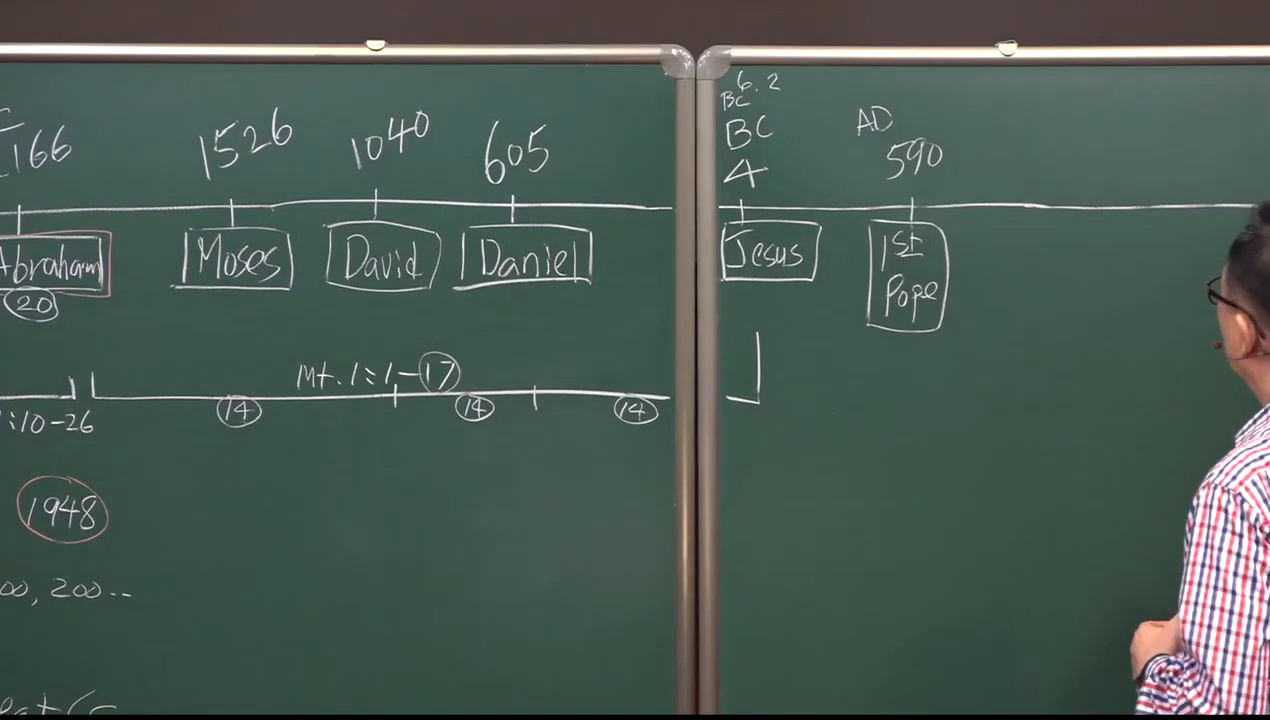 166 1526 1040 605
BC 6. 2
BC
4
AD
590
Abraham Moses David Daniel Jesus 1st
Pope
20
Mt. 1:1-17
14 14 14
:10-26
1948
00, 200--